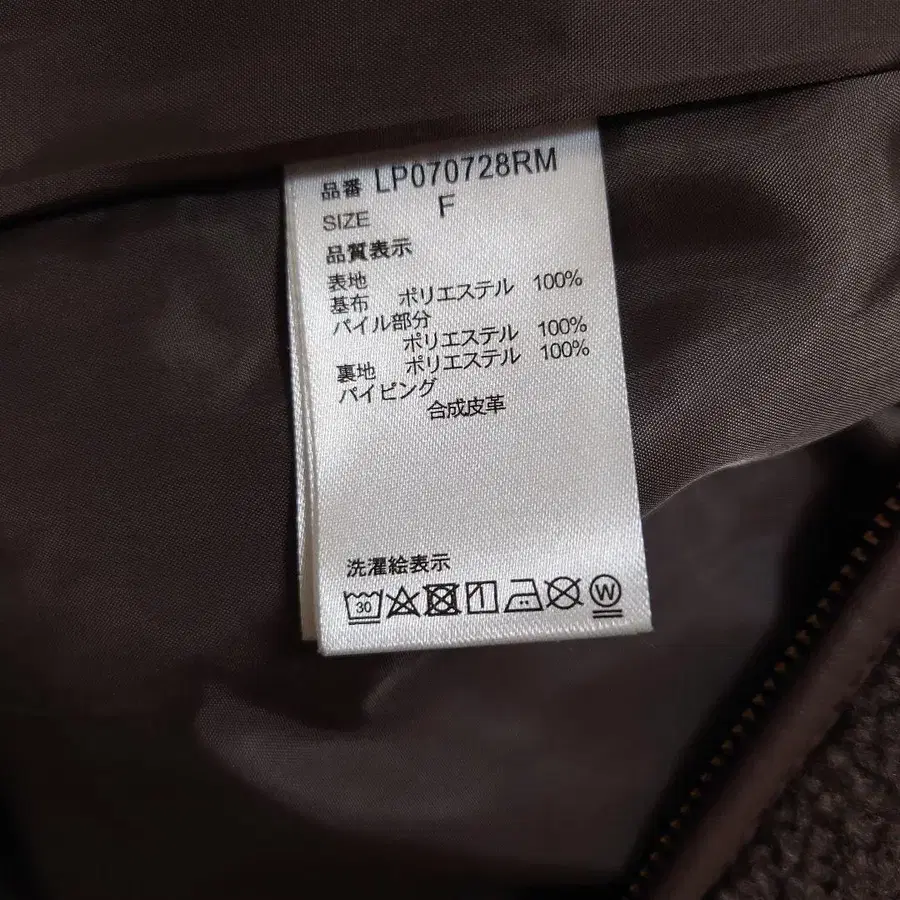 品番 LP070728RM
SIZE F
品質表示
表地
基布 ポリエステル 100%
パイル部分
ポリエステル 100%
裏地 ポリエステル 100%
パイピング
合成皮革
洗濯絵表示
30 W